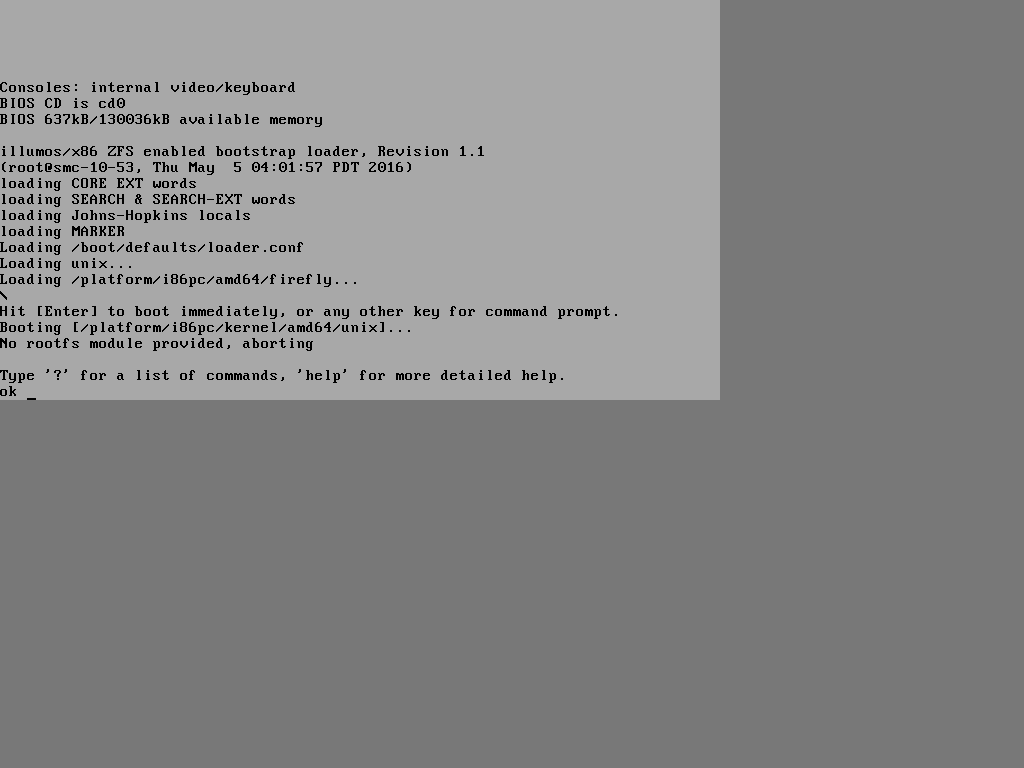 Consoles: internal video/keyboard
BIOS CD is cd0
BIOS 637kB/130036kB available memory
illumos/x86 ZFS enabled bootstrap loader, Revision 1.1
(root@smc-10-53, Thu May  5 04:01:57 PDT 2016)
loading CORE EXT words
loading SEARCH & SEARCH-EXT words
loading Johns-Hopkins locals
loading MARKER
Loading /boot/defaults/loader.conf
Loading unix...
Loading /platform/i86pc/amd64/firefly...
\
Hit [Enter] to boot immediately, or any other key for command prompt.
Booting [/platform/i86pc/kernel/amd64/unix]...
No rootfs module provided, aborting
Type '?' for a list of commands, 'help' for more detailed help.
ok _